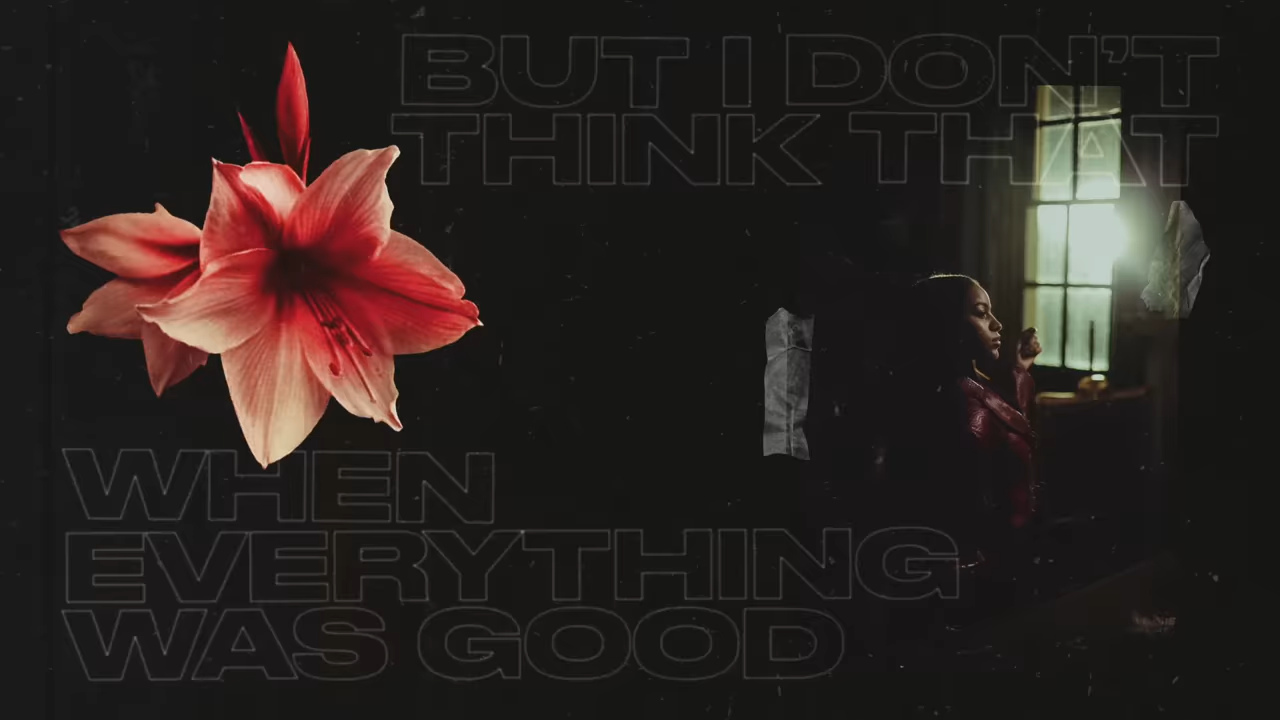 BUT I DON'T
THINK THAT
WHEN
EVERYTHING
WAS GOOD